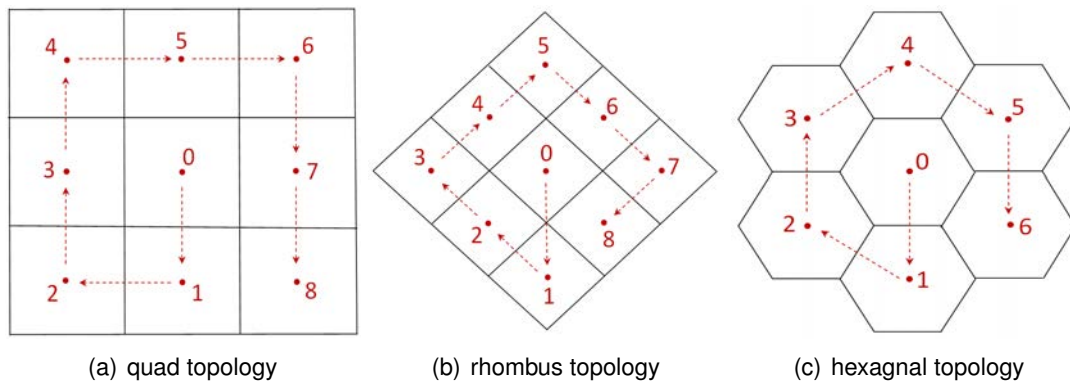 4 5 6
3 0 7
2 1 8
5
4 6
3 0 7
2 8
1
4
3 5
0
2 6
1
(a) quad topology
(b) rhombus topology
(c) hexagnal topology